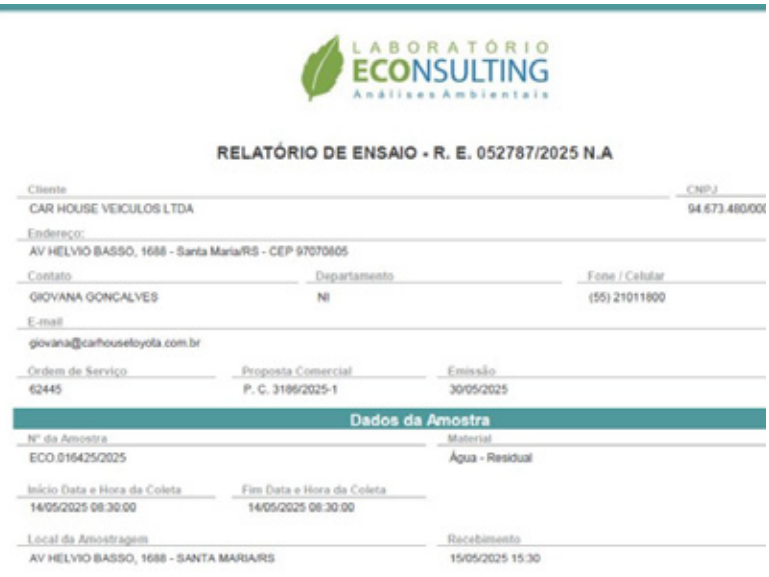 LABORATÓRIO
ECONSULTING
Análises Ambientais
RELATÓRIO DE ENSAIO - R. E. 052787/2025 N.A
Cliente CNPJ
CAR HOUSE VEICULOS LTDA 94.673.480/000
Endereço:
AV HELVIO BASSO, 1688 - Santa Maria/RS - CEP 97070805
Contato Departamento Fone / Celular
GIOVANA GONCALVES NI (55) 21011800
E-mail
giovana@carhousetoyota.com.br
Ordem de Serviço Proposta Comercial Emissão
62445 P. C. 3186/2025-1 30/05/2025
Dados da Amostra
N° da Amostra Material
ECO.016425/2025 Água - Residual
Início Data e Hora da Coleta Fim Data e Hora da Coleta
14/05/2025 08:30:00 14/05/2025 08:30:00
Local da Amostragem Recebimento
AV HELVIO BASSO, 1688 - SANTA MARIA/RS 15/05/2025 15:30